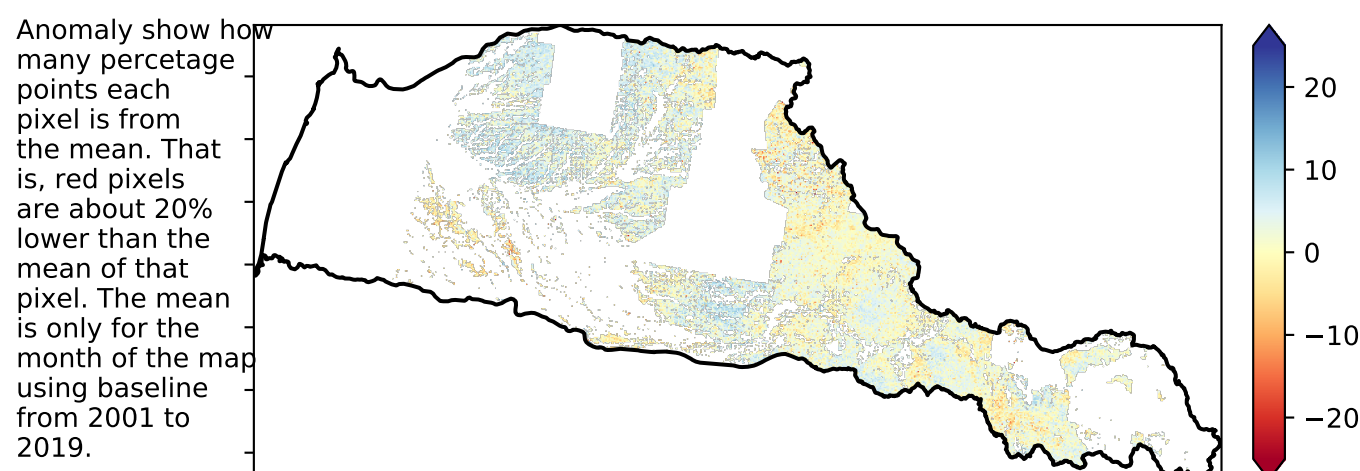 Anomaly show how
many percetage
points each
pixel is from
the mean. That
is, red pixels
are about 20%
lower than the
mean of that
pixel. The mean
is only for the
month of the map
using baseline
from 2001 to
2019.
20
10
0
−10
−20